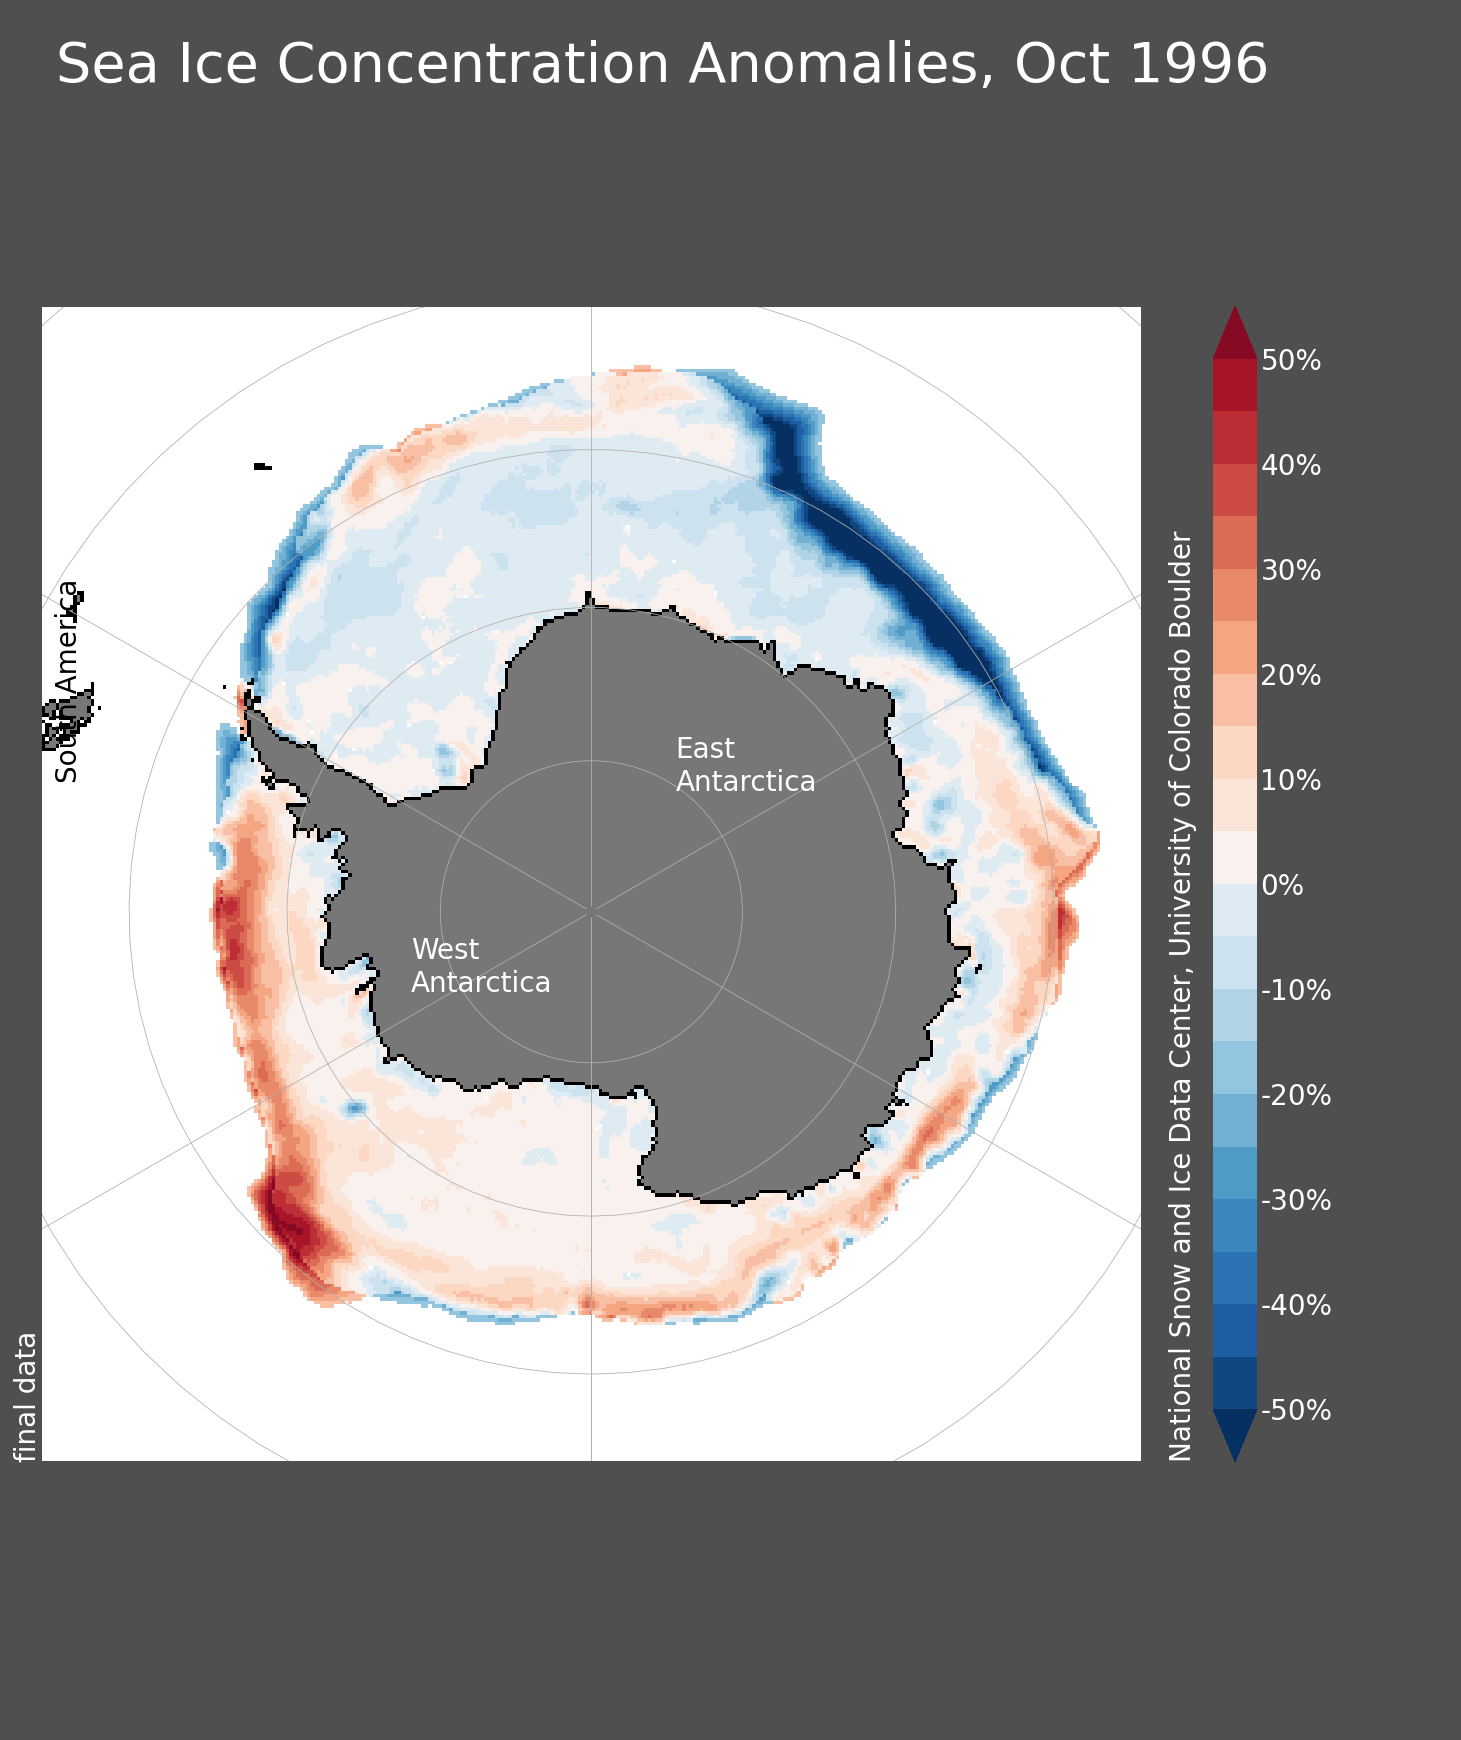 Sea Ice Concentration Anomalies, Oct 1996
South America
East
Antarctica
West
Antarctica
final data
National Snow and Ice Data Center, University of Colorado Boulder
50%
40%
30%
20%
10%
0%
-10%
-20%
-30%
-40%
-50%